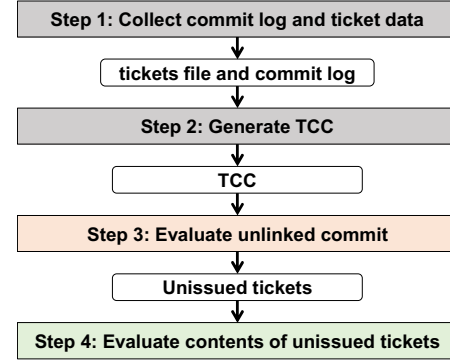 Step 1: Collect commit log and ticket data
tickets file and commit log
Step 2: Generate TCC
TCC
Step 3: Evaluate unlinked commit
Unissued tickets
Step 4: Evaluate contents of unissued tickets